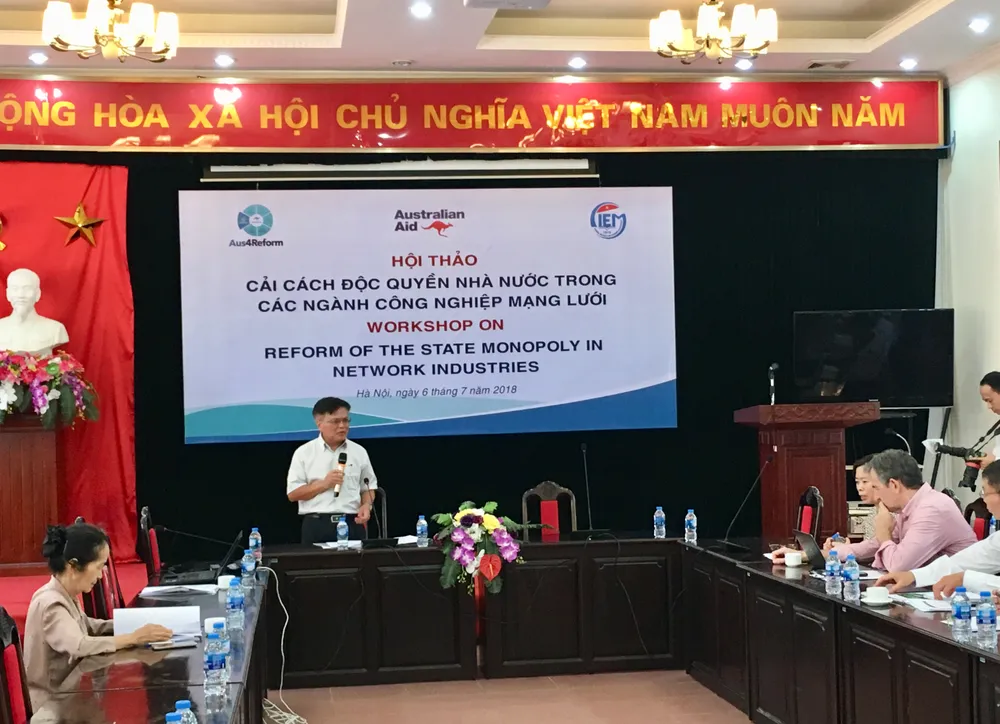 ỘNG HÒA XÃ HỘI CHỦ NGHĨA VIỆT NAM MUÔN NĂM
Aus4Reform
Australian
Aid
CIEM
HỘI THẢO
CẢI CÁCH ĐỘC QUYỀN NHÀ NƯỚC TRONG
CÁC NGÀNH CÔNG NGHIỆP MẠNG LƯỚI
WORKSHOP ON
REFORM OF THE STATE MONOPOLY IN
NETWORK INDUSTRIES
Hà Nội, ngày 6 tháng 7 năm 2018